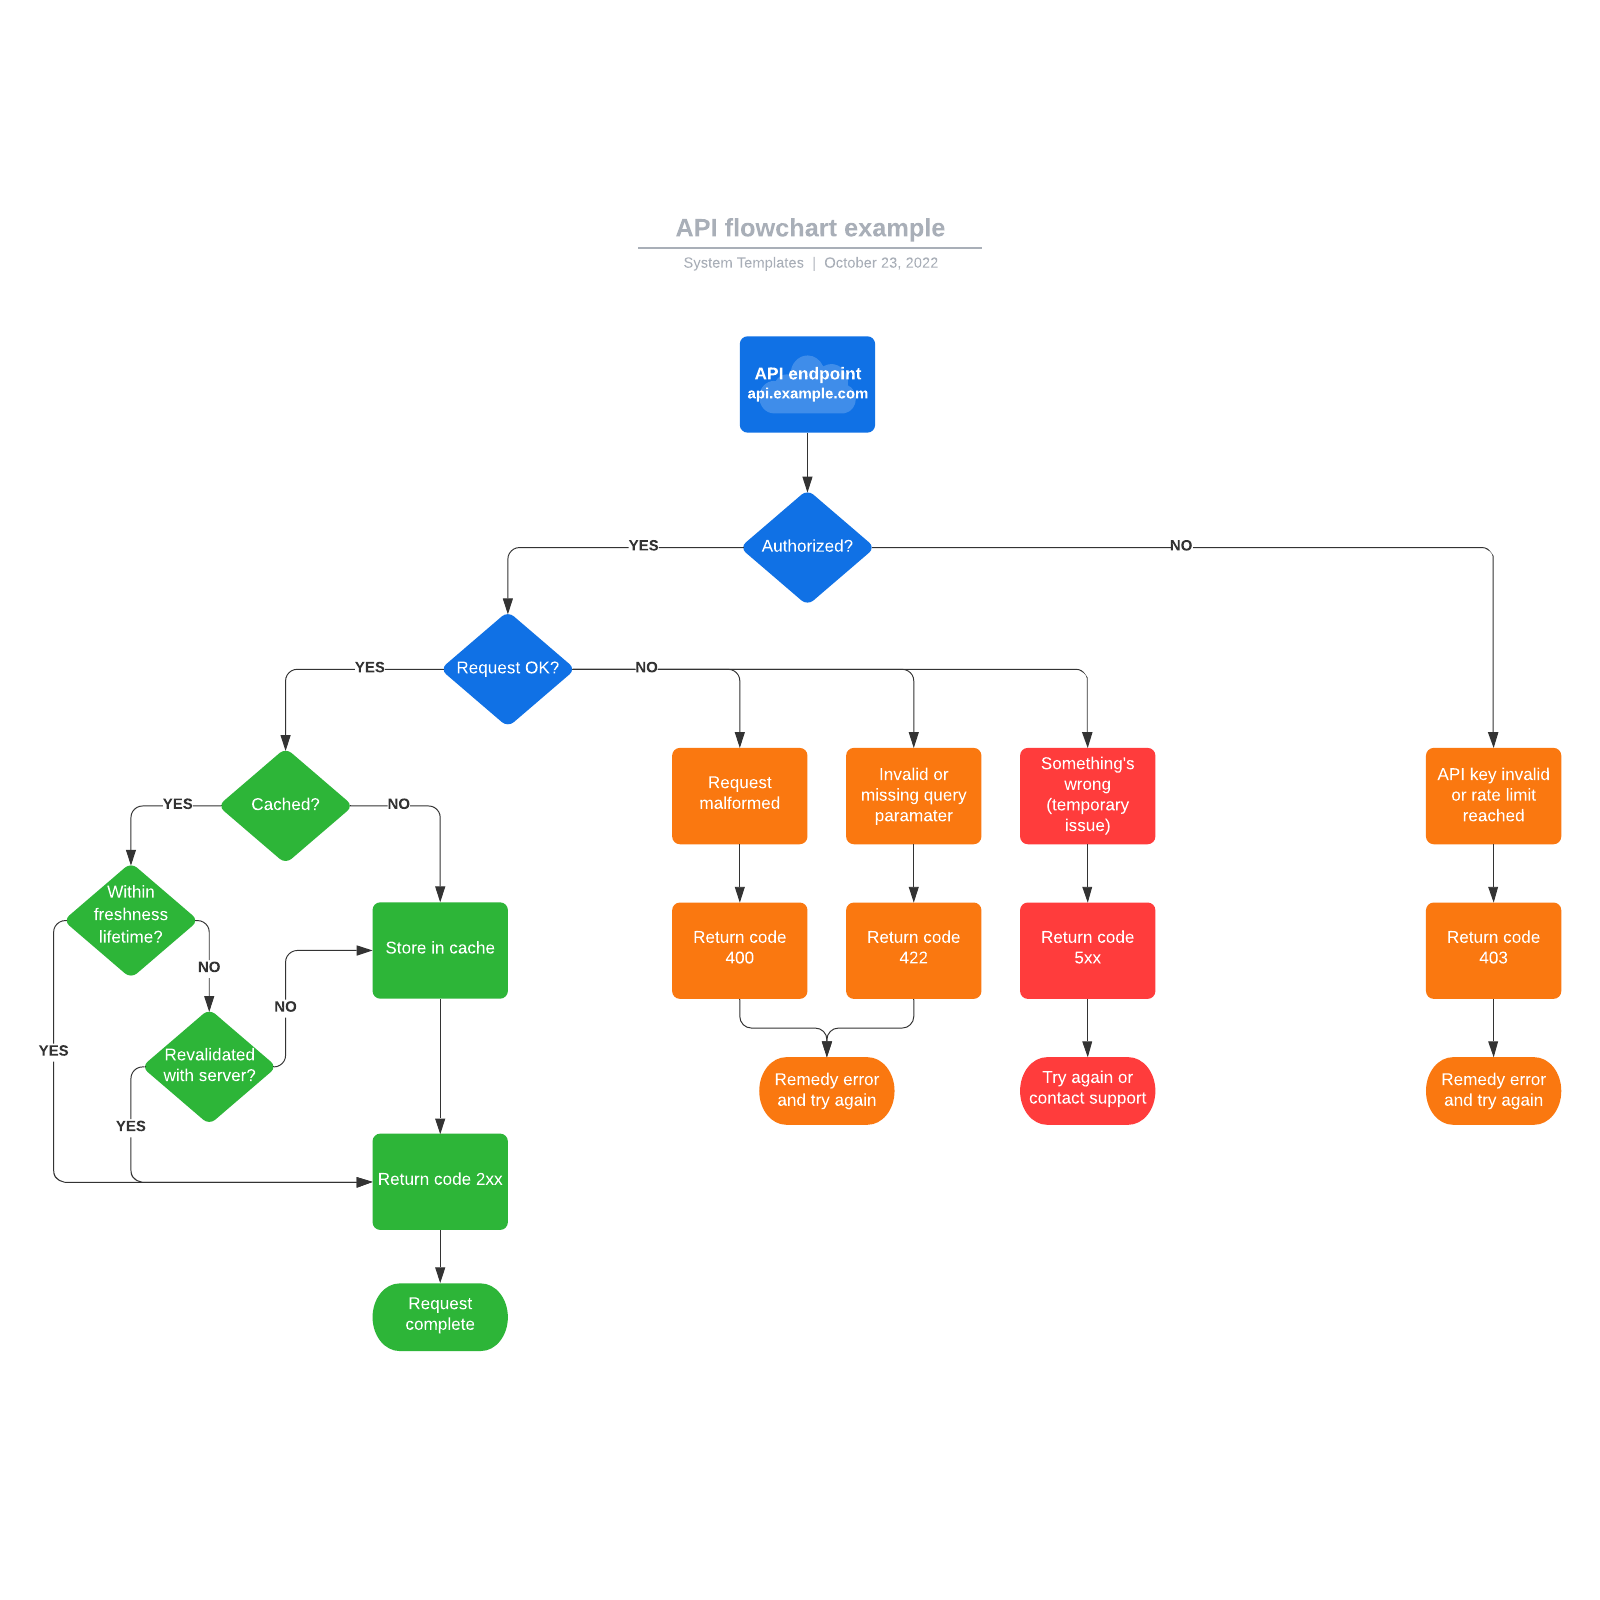 API flowchart example
System Templates | October 23, 2022
API endpoint
api.example.com
Authorized?
YES
NO
Request OK?
YES
NO
Cached?
YES
NO
Request
malformed
Invalid or
missing query
paramater
Something's
wrong
(temporary
issue)
API key invalid
or rate limit
reached
Within
freshness
lifetime?
NO
YES
Store in cache
Return code
400
Return code
422
Return code
5xx
Return code
403
Revalidated
with server?
NO
YES
Remedy error
and try again
Try again or
contact support
Remedy error
and try again
Return code 2xx
Request
complete